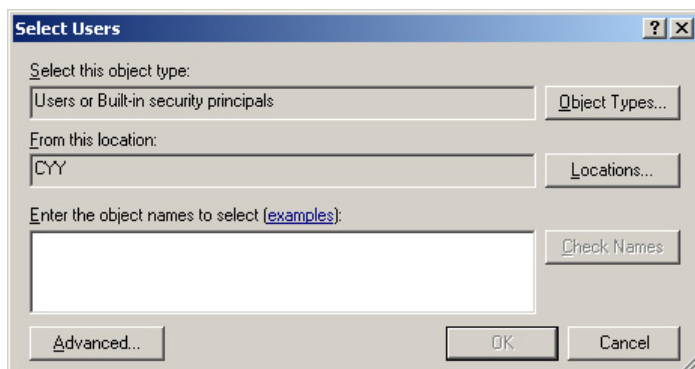 Select Users
Select this object type:
Users or Built-in security principals
Object Types...
From this location:
CYY
Locations...
Enter the object names to select (examples):
Check Names
Advanced...
OK
Cancel